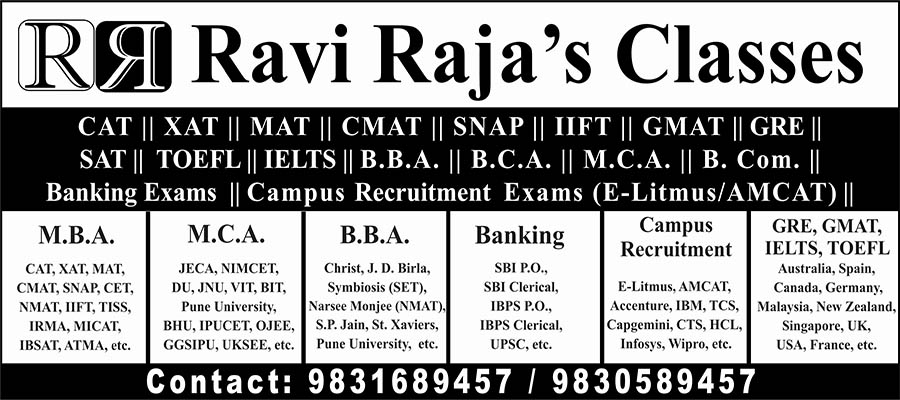 RR Ravi Raja's Classes
CAT || XAT || MAT || CMAT || SNAP || IIFT || GMAT || GRE ||
SAT || TOEFL || IELTS || B.B.A. || B.C.A. || M.C.A. || B. Com. ||
Banking Exams || Campus Recruitment Exams (E-Litmus/AMCAT) ||
M.B.A.
CAT, XAT, MAT,
CMAT, SNAP, CET,
NMAT, IIFT, TISS,
IRMA, MICAT,
IBSAT, ATMA, etc.
M.C.A.
JECA, NIMCET,
DU, JNU, VIT, BIT,
Pune University,
BHU, IPUCET, OJEE,
GGSIPU, UKSEE, etc.
B.B.A.
Christ, J. D. Birla,
Symbiosis (SET),
Narsee Monjee (NMAT),
S.P. Jain, St. Xaviers,
Pune University, etc.
Banking
SBI P.O.,
SBI Clerical,
IBPS P.O.,
IBPS Clerical,
UPSC, etc.
Campus
Recruitment
E-Litmus, AMCAT,
Accenture, IBM, TCS,
Capgemini, CTS, HCL,
Infosys, Wipro, etc.
GRE, GMAT,
IELTS, TOEFL
Australia, Spain,
Canada, Germany,
Malaysia, New Zealand,
Singapore, UK,
USA, France, etc.
Contact: 9831689457 / 9830589457